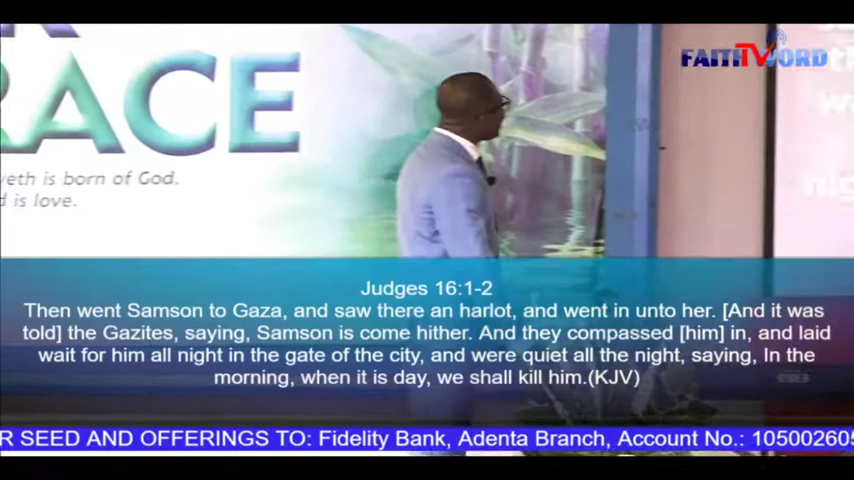 RACE
yeth is born of God.
d is love.
FAITH TV WORD
Judges 16:1-2
Then went Samson to Gaza, and saw there an harlot, and went in unto her. [And it was
told] the Gazites, saying, Samson is come hither. And they compassed [him] in, and laid
wait for him all night in the gate of the city, and were quiet all the night, saying, In the
morning, when it is day, we shall kill him.(KJV)
R SEED AND OFFERINGS TO: Fidelity Bank, Adenta Branch, Account No.: 105002605